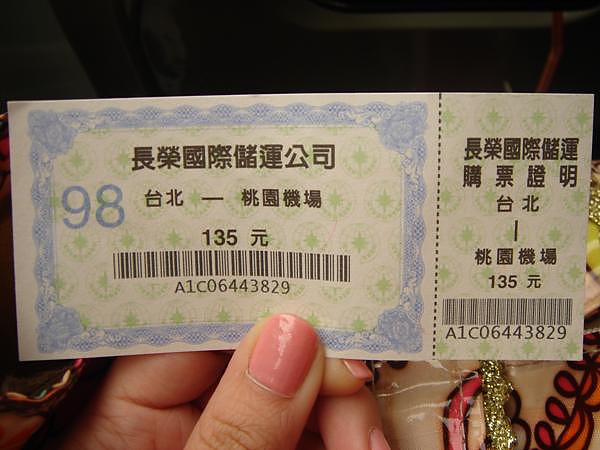 長榮國際儲運公司
98
台北 — 桃園機場
135 元
A1C06443829
長榮國際儲運
購票證明
台北
|
桃園機場
135 元
A1C06443829